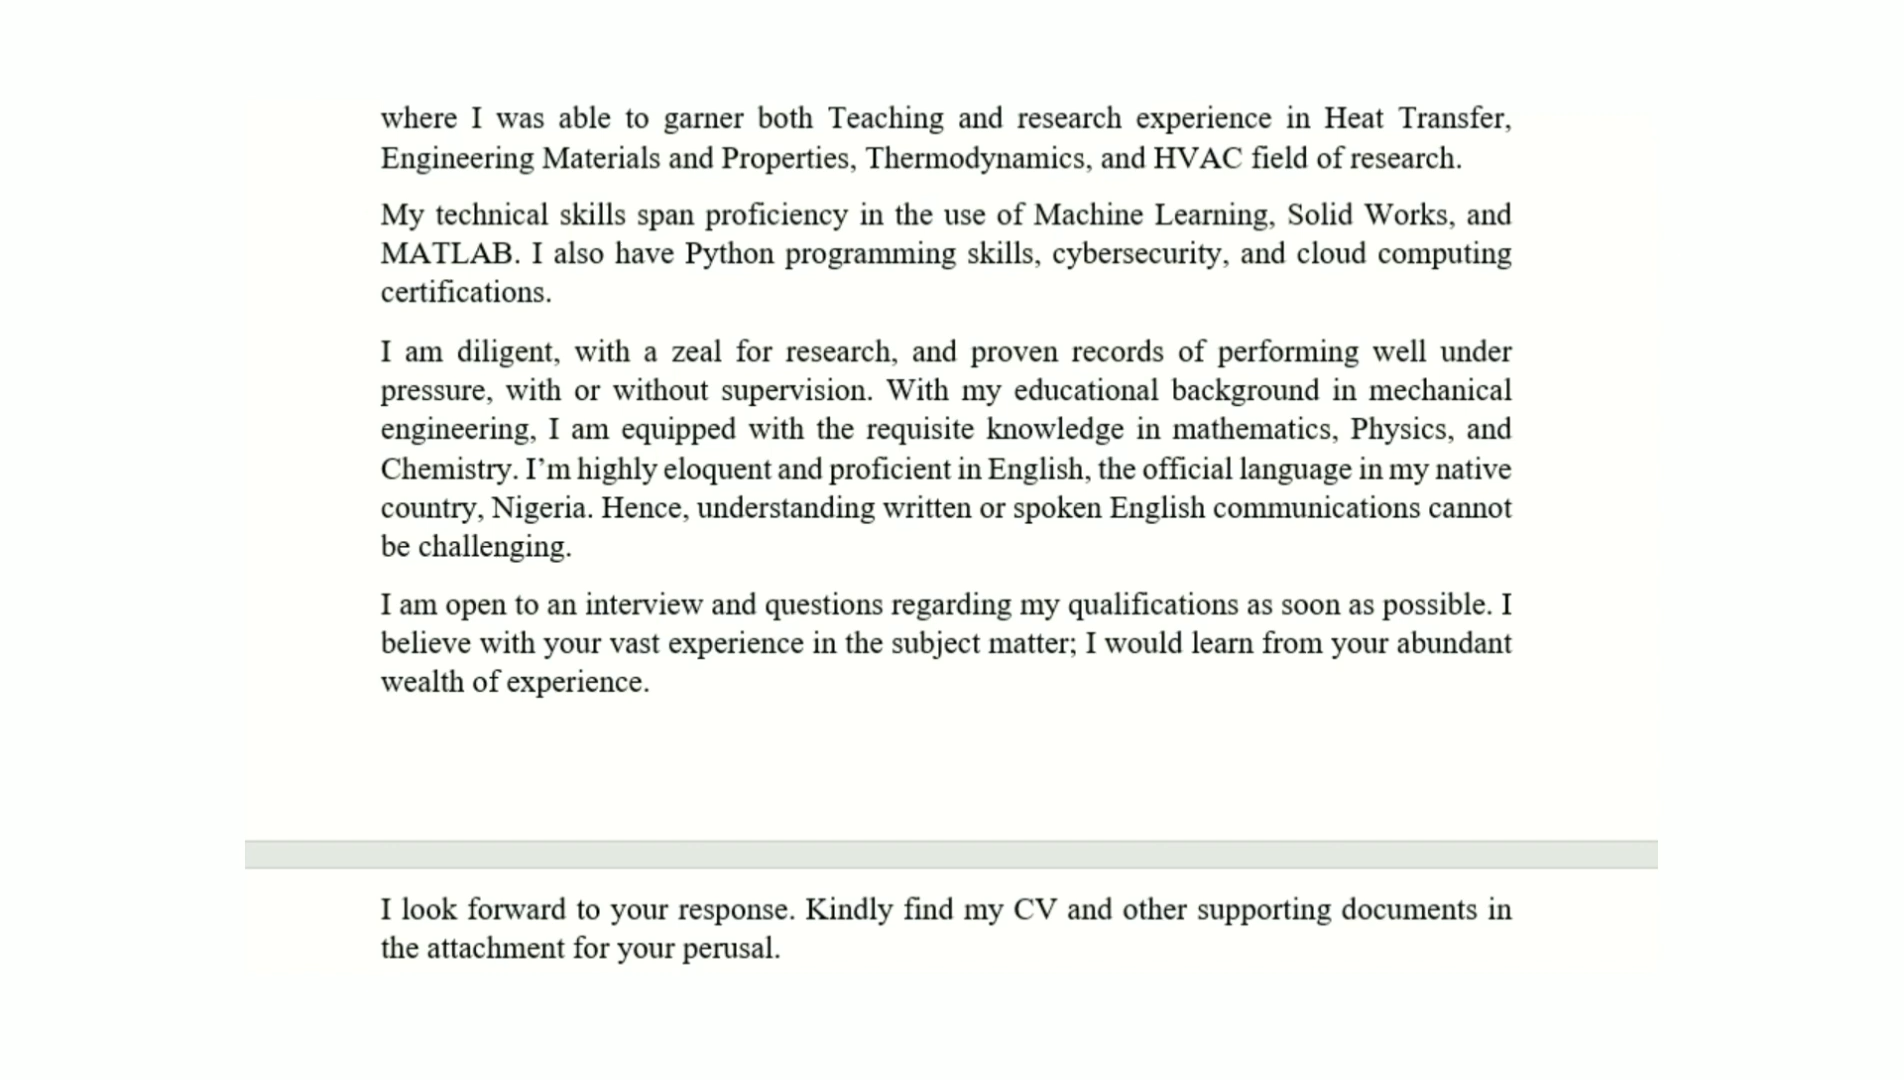 where I was able to garner both Teaching and research experience in Heat Transfer,
Engineering Materials and Properties, Thermodynamics, and HVAC field of research.
My technical skills span proficiency in the use of Machine Learning, Solid Works, and
MATLAB. I also have Python programming skills, cybersecurity, and cloud computing
certifications.
I am diligent, with a zeal for research, and proven records of performing well under
pressure, with or without supervision. With my educational background in mechanical
engineering, I am equipped with the requisite knowledge in mathematics, Physics, and
Chemistry. I’m highly eloquent and proficient in English, the official language in my native
country, Nigeria. Hence, understanding written or spoken English communications cannot
be challenging.
I am open to an interview and questions regarding my qualifications as soon as possible. I
believe with your vast experience in the subject matter; I would learn from your abundant
wealth of experience.
I look forward to your response. Kindly find my CV and other supporting documents in
the attachment for your perusal.